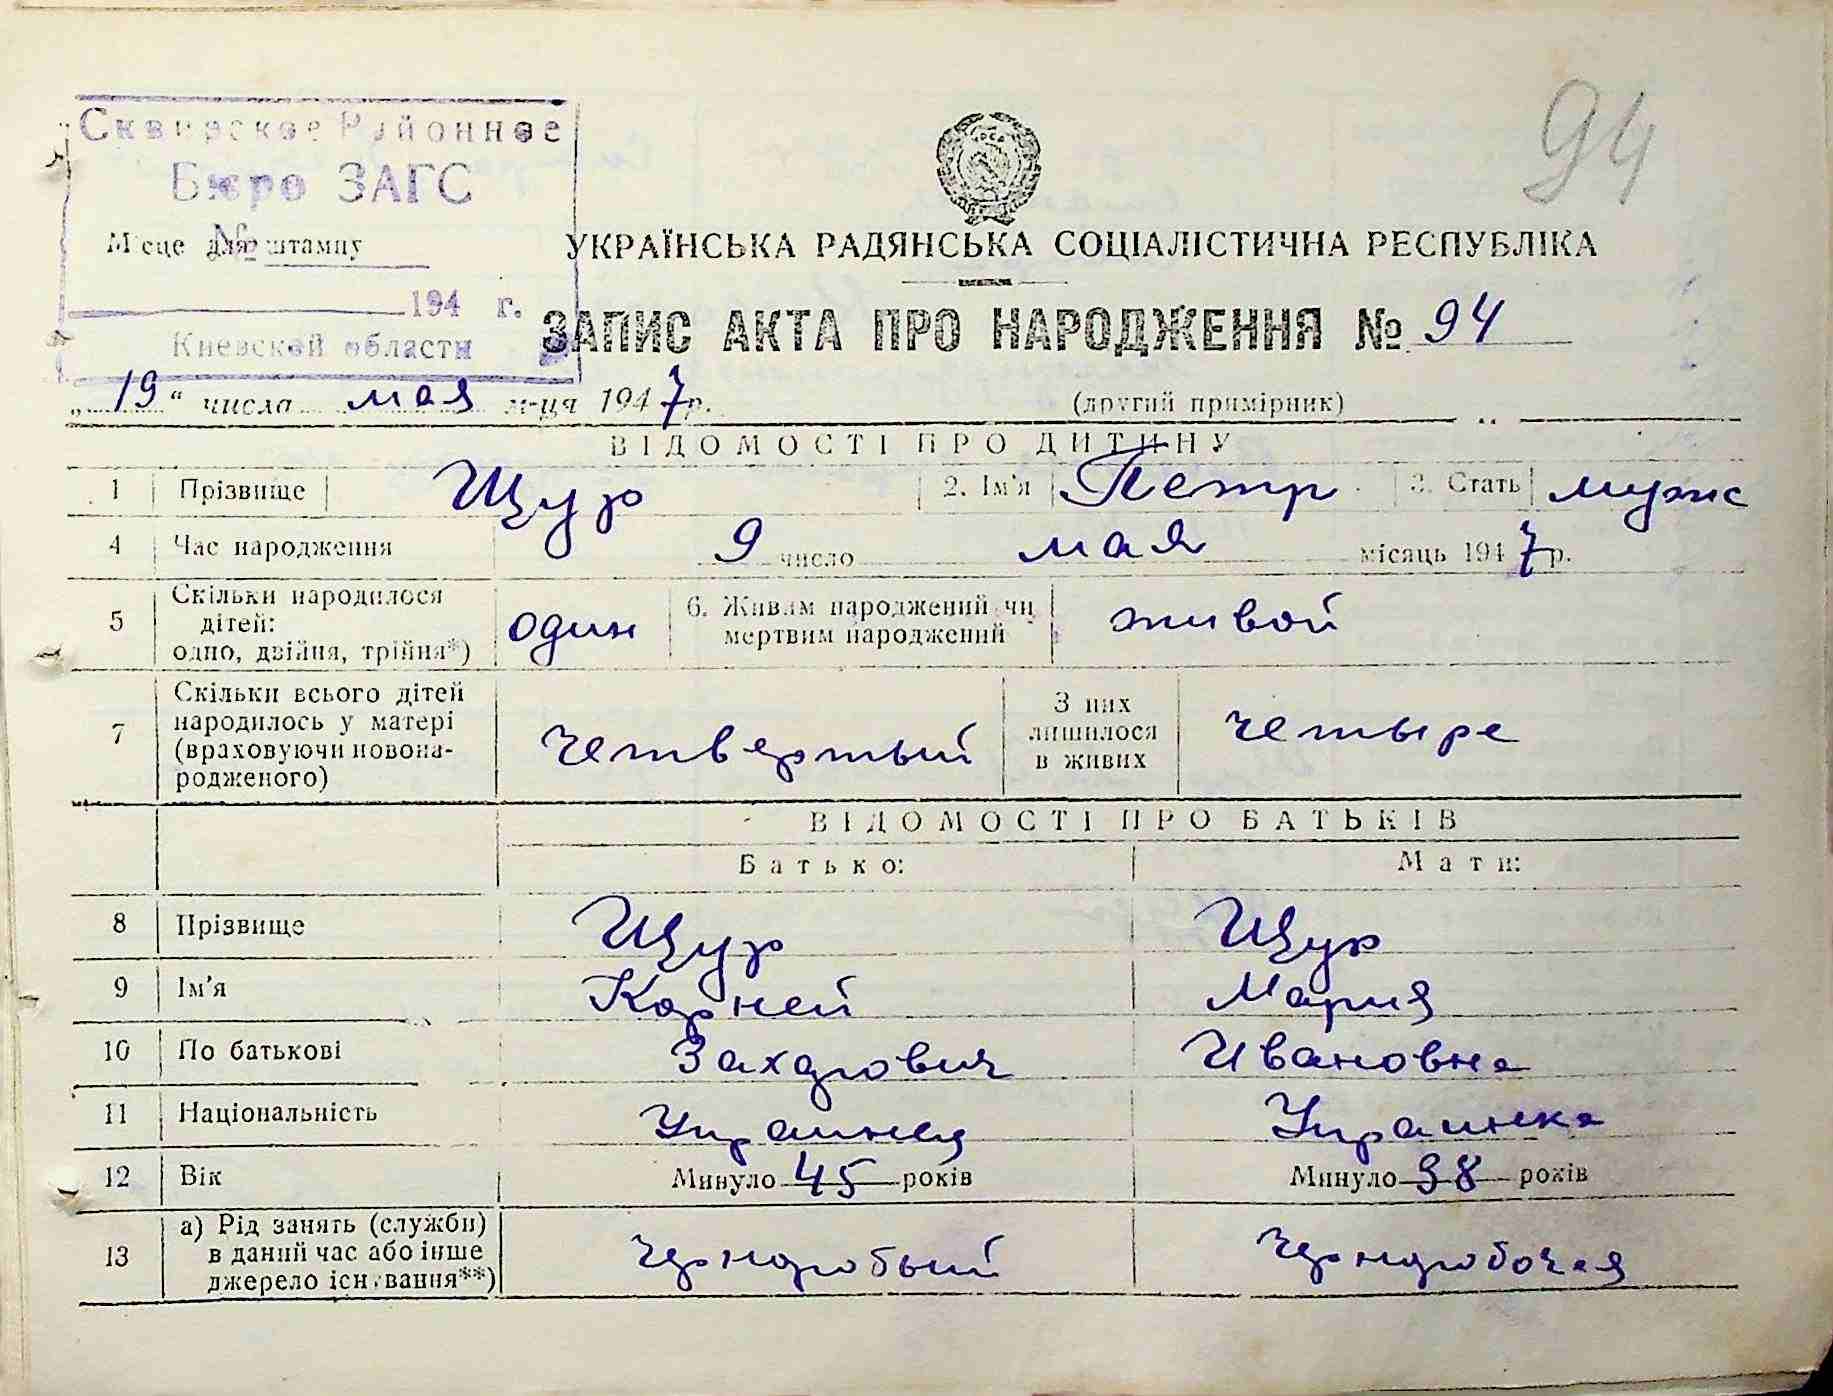 94
Сквирское Районное
Бюро ЗАГС
Місце для штампу
№
194 г.
Киевской области
УКРАЇНСЬКА РАДЯНСЬКА СОЦІАЛІСТИЧНА РЕСПУБЛІКА
ЗАПИС АКТА ПРО НАРОДЖЕННЯ № 94
„ 19 “ числа мая м-ця 1947 р. (другий примірник)
ВІДОМОСТІ ПРО ДИТИНУ
1 Прізвище Щур 2. Ім'я Петр 3. Стать муж
4 Час народження 9 число мая місяць 1947 р.
5 Скільки народилося дітей: одно, двійня, трійня*) один 6. Живим народжений чи мертвим народжений живой
7 Скільки всього дітей народилось у матері (враховуючи новонародженого) четвертый З них лишилося в живих четыре
ВІДОМОСТІ ПРО БАТЬКІВ
Батько: Мати:
8 Прізвище Щур Щур
9 Ім'я Корней Мария
10 По батькові Захарович Ивановна
11 Національність Украинец Украинка
12 Вік Минуло 45 років Минуло 38 років
13 а) Рід занять (служби) в даний час або інше джерело існування**) черноробый черноробочая